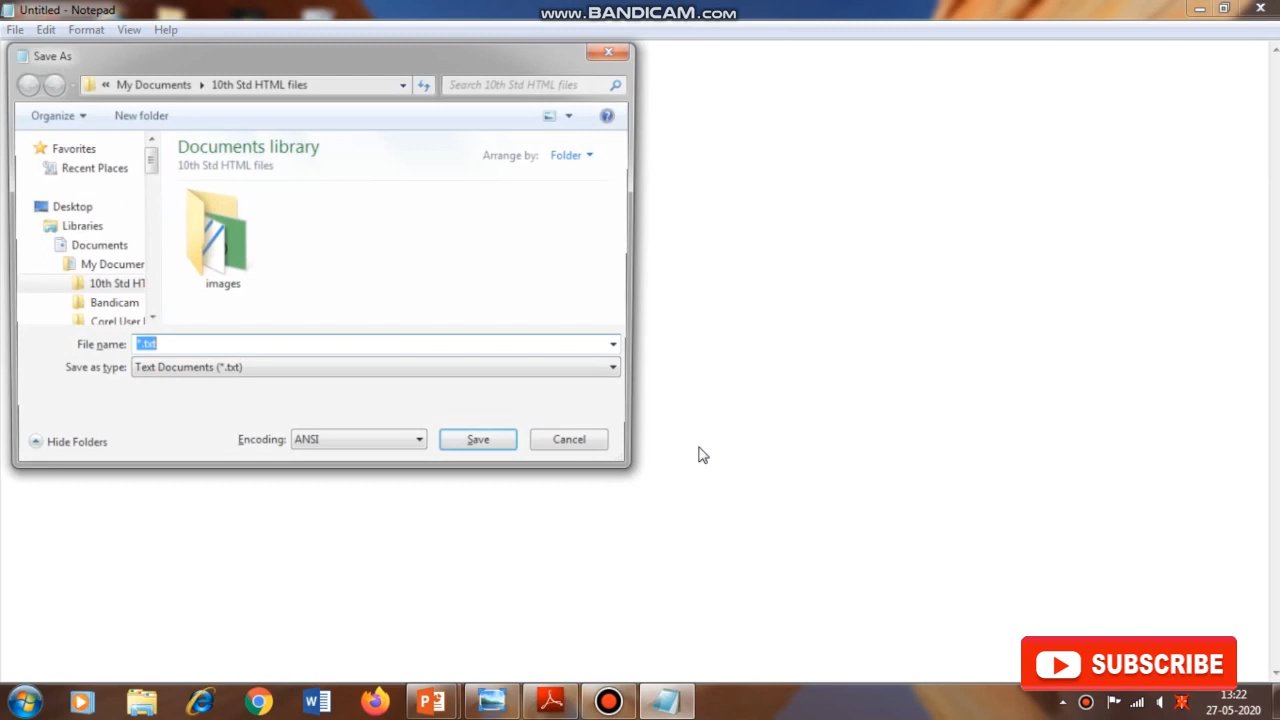 Untitled - Notepad
www.BANDICAM.com
File Edit Format View Help
Save As
« My Documents 10th Std HTML files
Search 10th Std HTML files
Organize New folder
Favorites
Recent Places
Desktop
Libraries
Documents
My Documen
10th Std HT
Bandicam
Corel User
Documents library
10th Std HTML files
Arrange by: Folder
images
File name: *.txt
Save as type: Text Documents (*.txt)
Hide Folders
Encoding: ANSI
Save
Cancel
SUBSCRIBE
13:22
27-05-2020